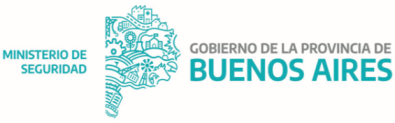 MINISTERIO DE
SEGURIDAD
GOBIERNO DE LA PROVINCIA DE
BUENOS AIRES